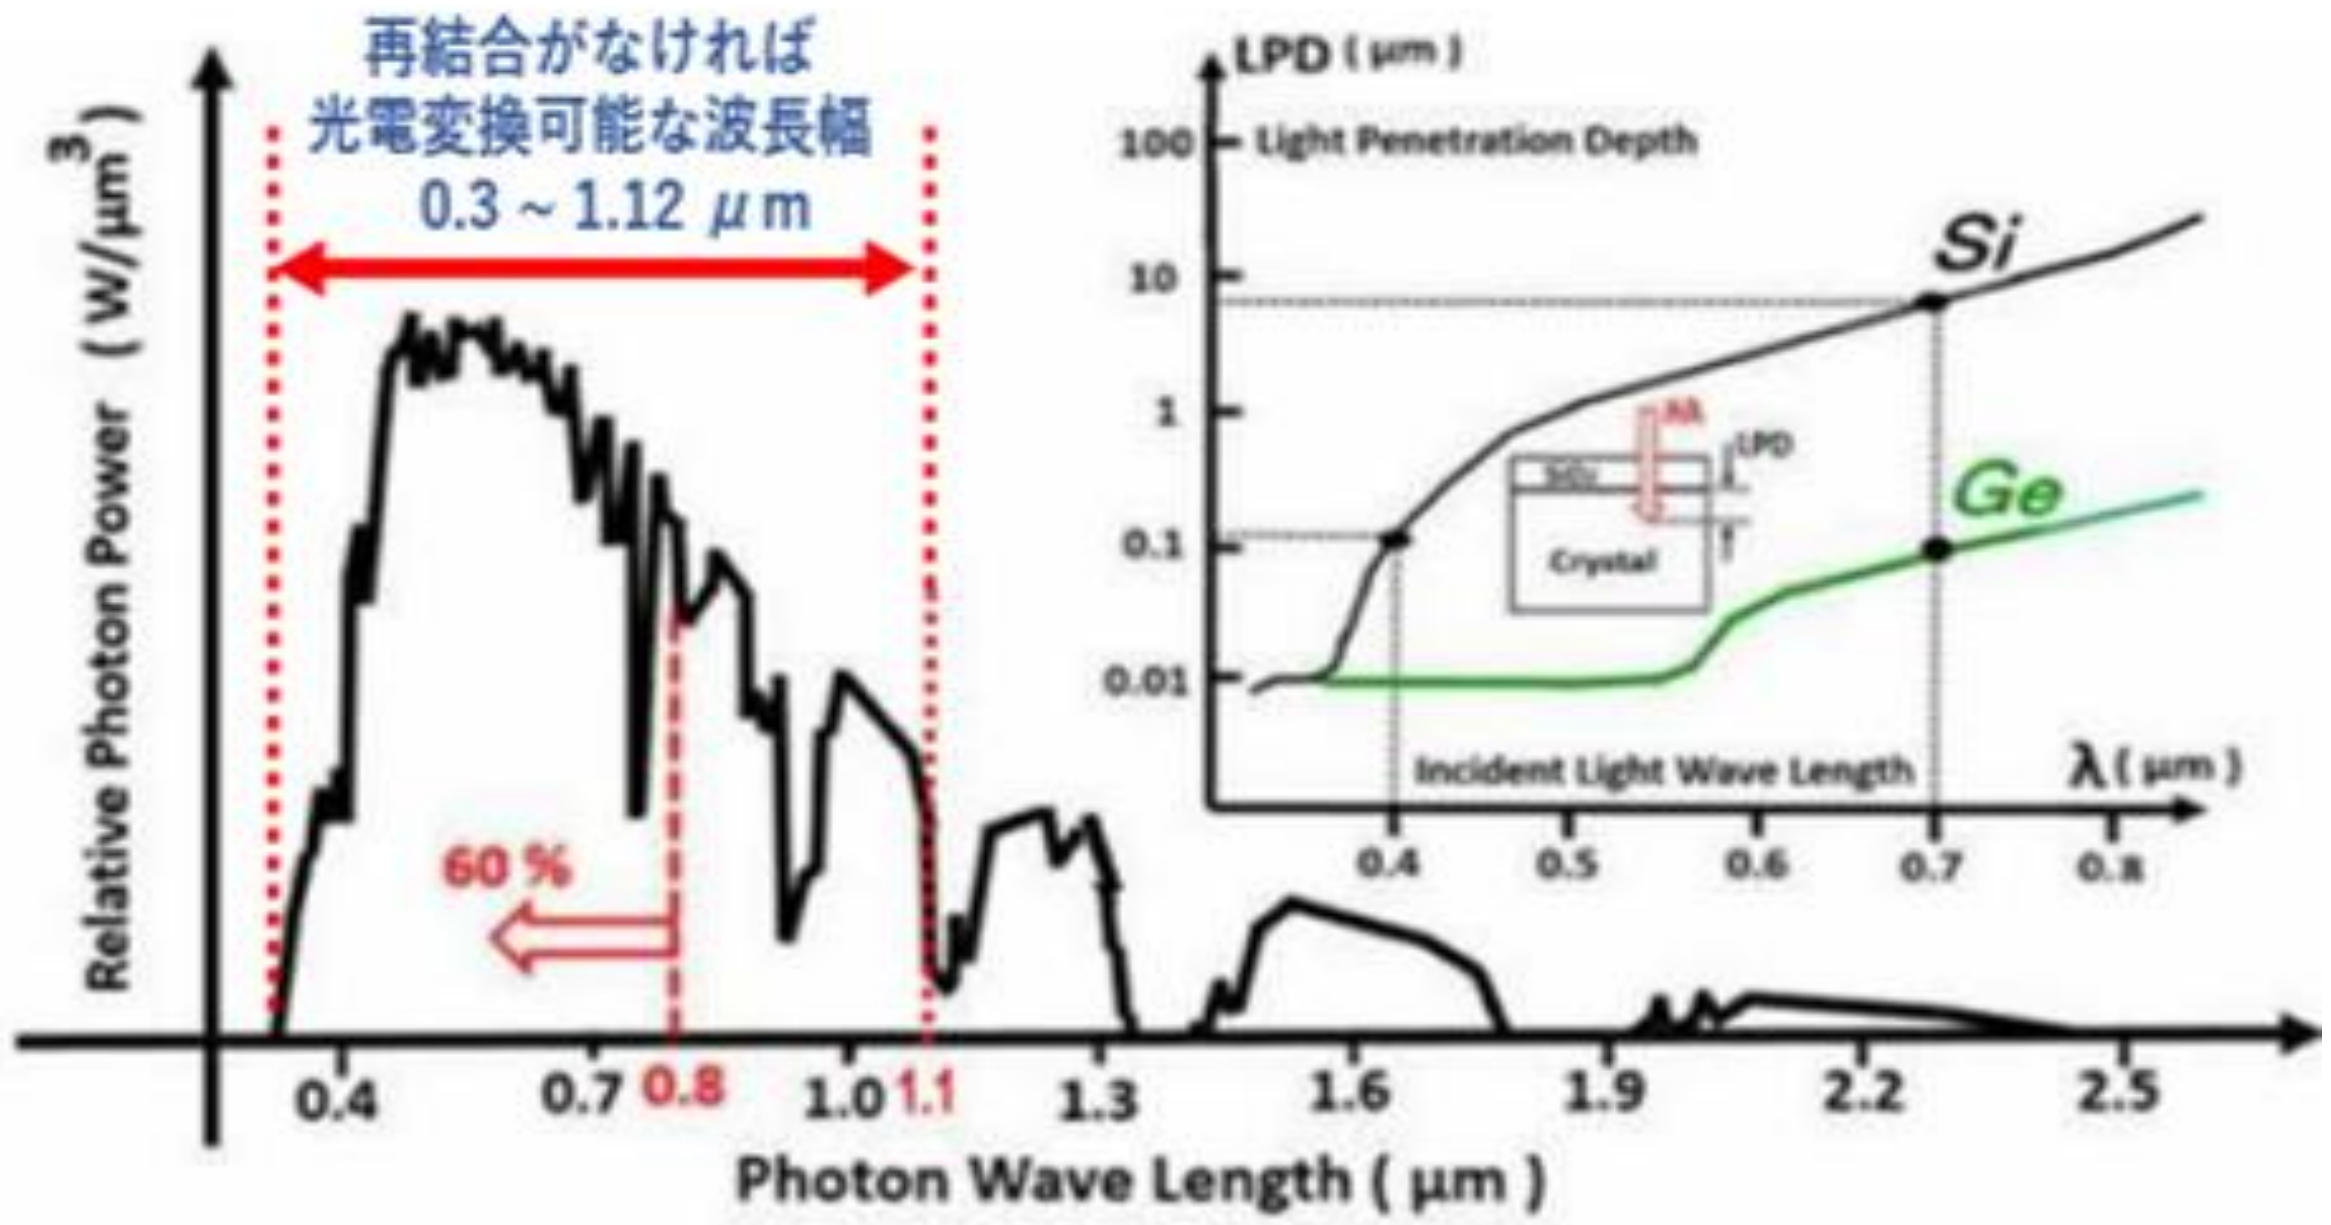 再結合がなければ
光電変換可能な波長幅
0.3 ~ 1.12 μm
Relative Photon Power (W/μm³)
60 %
0.4
0.7
0.8
1.0
1.1
1.3
1.6
1.9
2.2
2.5
Photon Wave Length ( μm )
LPD ( μm )
Light Penetration Depth
100
10
1
0.1
0.01
Si
Ge
LPD
Crystal
Incident Light Wave Length
λ ( μm )
0.4
0.5
0.6
0.7
0.8